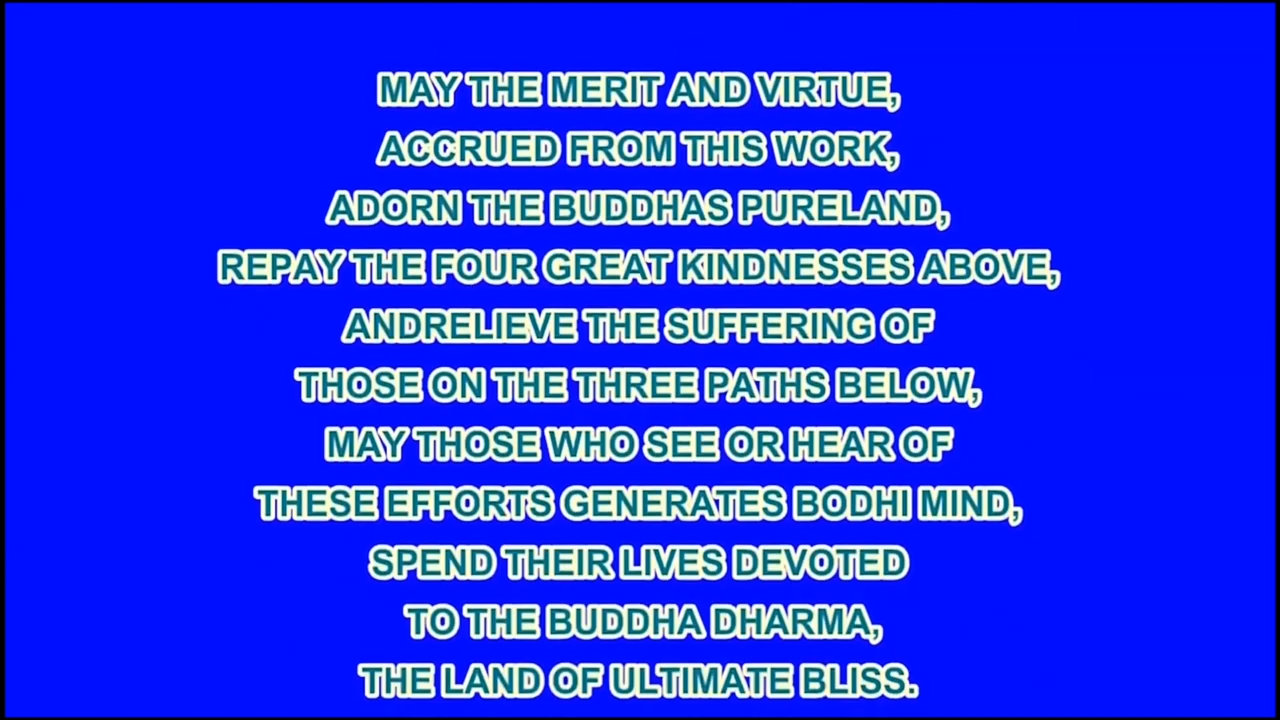 MAY THE MERIT AND VIRTUE,
ACCRUED FROM THIS WORK,
ADORN THE BUDDHAS PURELAND,
REPAY THE FOUR GREAT KINDNESSES ABOVE,
ANDRELIEVE THE SUFFERING OF
THOSE ON THE THREE PATHS BELOW,
MAY THOSE WHO SEE OR HEAR OF
THESE EFFORTS GENERATES BODHI MIND,
SPEND THEIR LIVES DEVOTED
TO THE BUDDHA DHARMA,
THE LAND OF ULTIMATE BLISS.